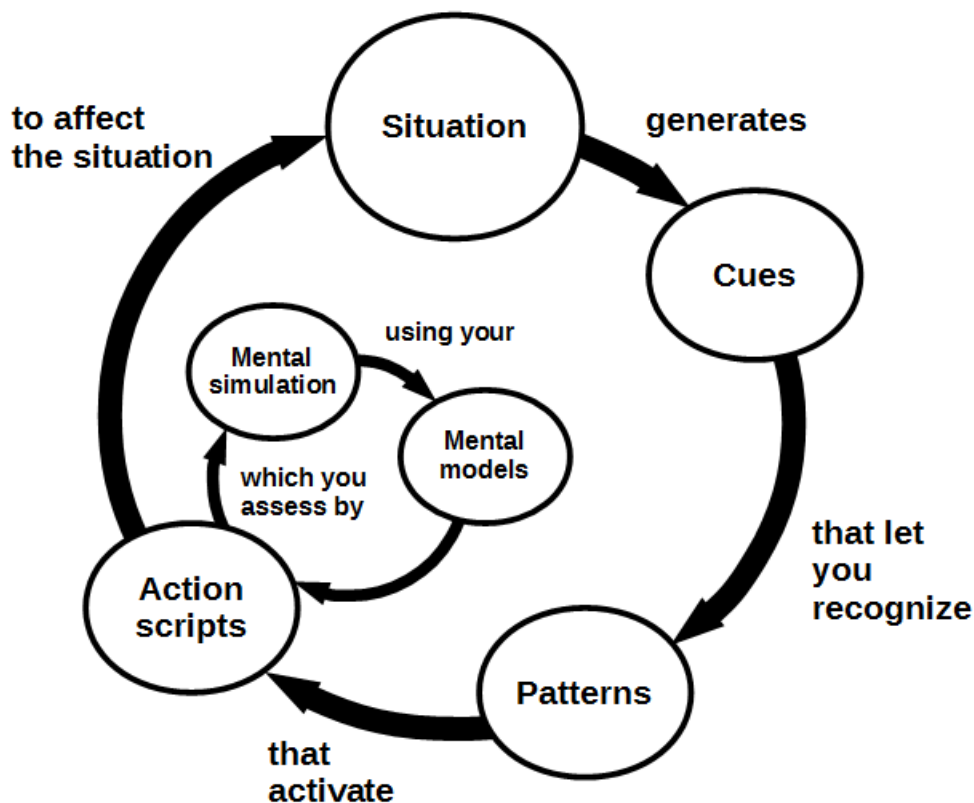 Situation
generates
Cues
that let
you
recognize
Patterns
that
activate
Action
scripts
to affect
the situation
which you
assess by
Mental
simulation
using your
Mental
models